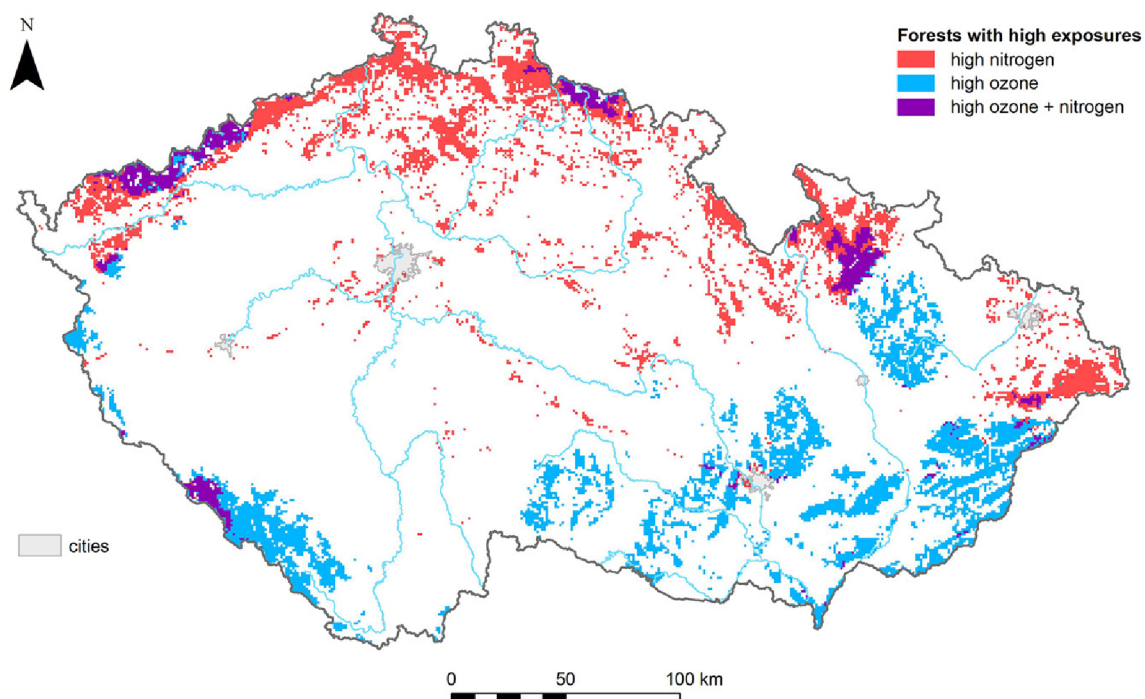 N
Forests with high exposures
high nitrogen
high ozone
high ozone + nitrogen
cities
0 50 100 km